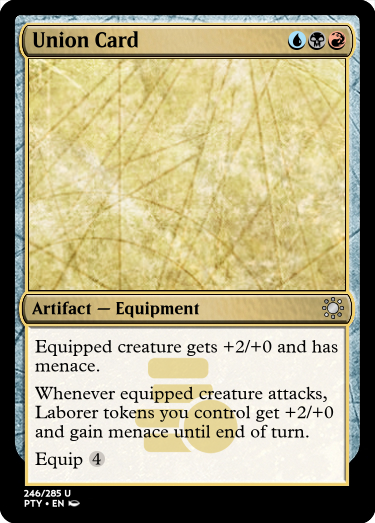 Union Card
Artifact — Equipment
Equipped creature gets +2/+0 and has
menace.
Whenever equipped creature attacks,
Laborer tokens you control get +2/+0
and gain menace until end of turn.
Equip 4
246/285 U
PTY • EN